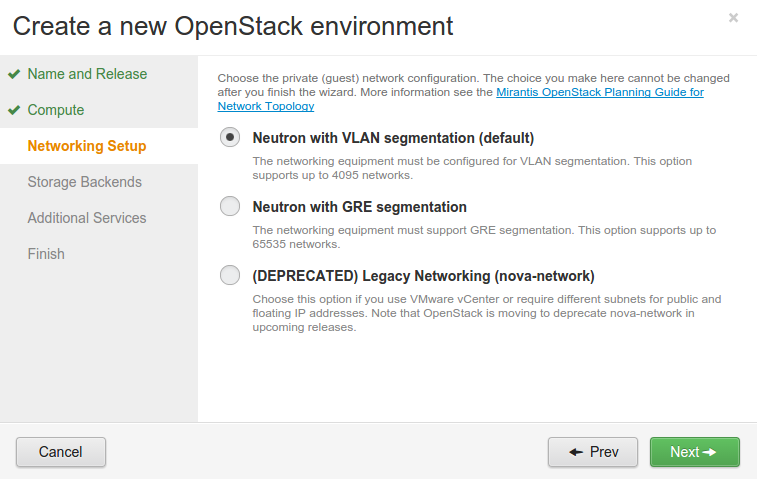 Create a new OpenStack environment
×
Name and Release
Compute
Networking Setup
Storage Backends
Additional Services
Finish
Choose the private (guest) network configuration. The choice you make here cannot be changed
after you finish the wizard. More information see the Mirantis OpenStack Planning Guide for
Network Topology
Neutron with VLAN segmentation (default)
The networking equipment must be configured for VLAN segmentation. This option
supports up to 4095 networks.
Neutron with GRE segmentation
The networking equipment must support GRE segmentation. This option supports up to
65535 networks.
(DEPRECATED) Legacy Networking (nova-network)
Choose this option if you use VMware vCenter or require different subnets for public and
floating IP addresses. Note that OpenStack is moving to deprecate nova-network in
upcoming releases.
Cancel
Prev
Next